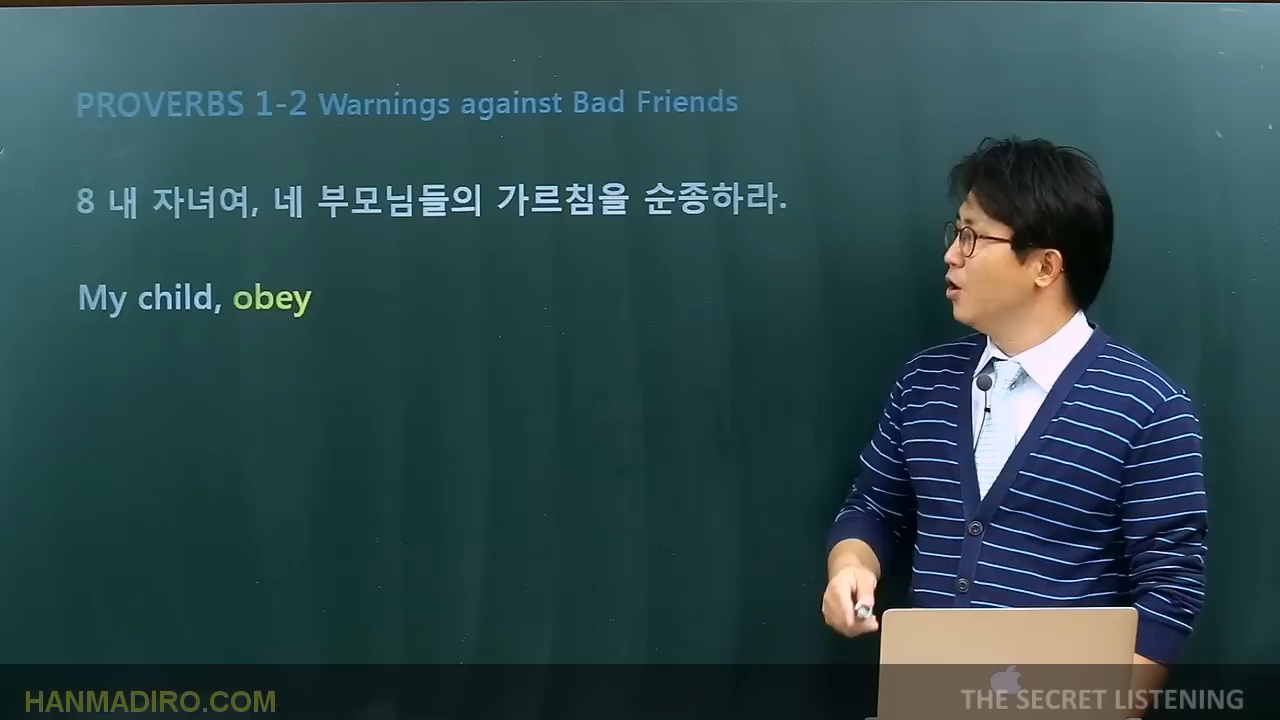 PROVERBS 1-2 Warnings against Bad Friends
8 내 자녀여, 네 부모님들의 가르침을 순종하라.
My child, obey
HANMADIRO.COM
THE SECRET LISTENING